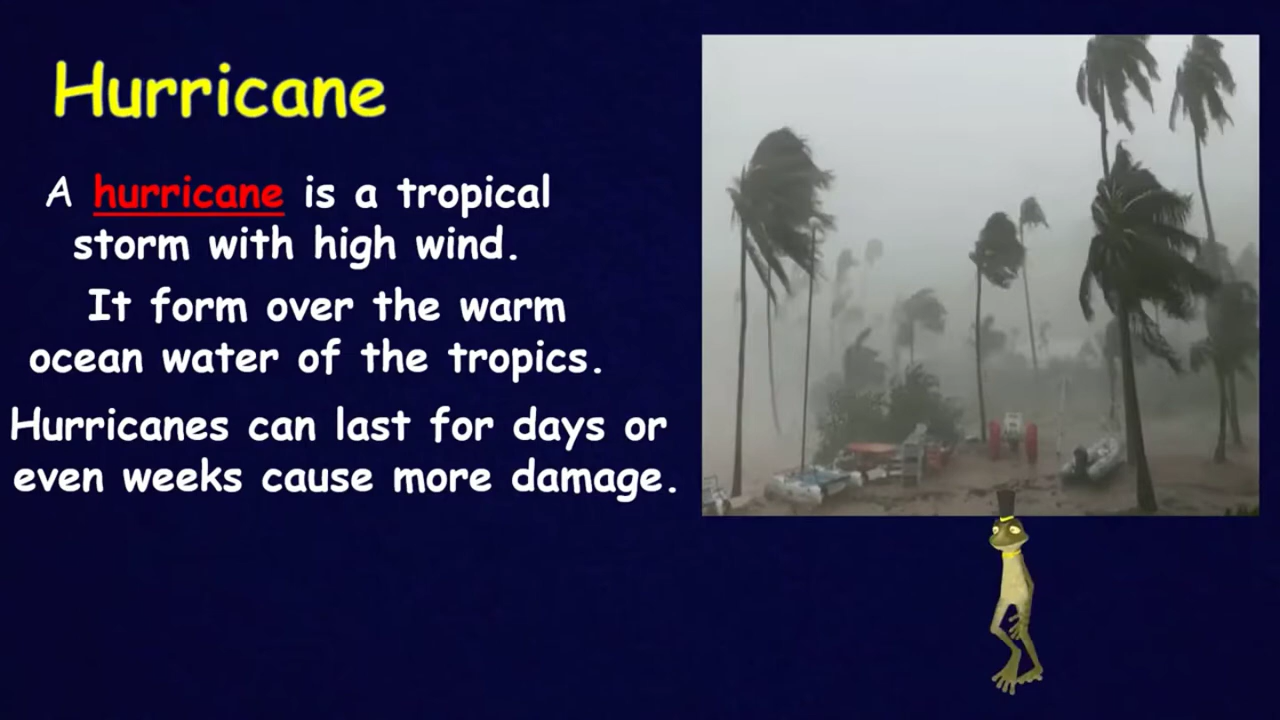 Hurricane
A hurricane is a tropical
storm with high wind.
It form over the warm
ocean water of the tropics.
Hurricanes can last for days or
even weeks cause more damage.